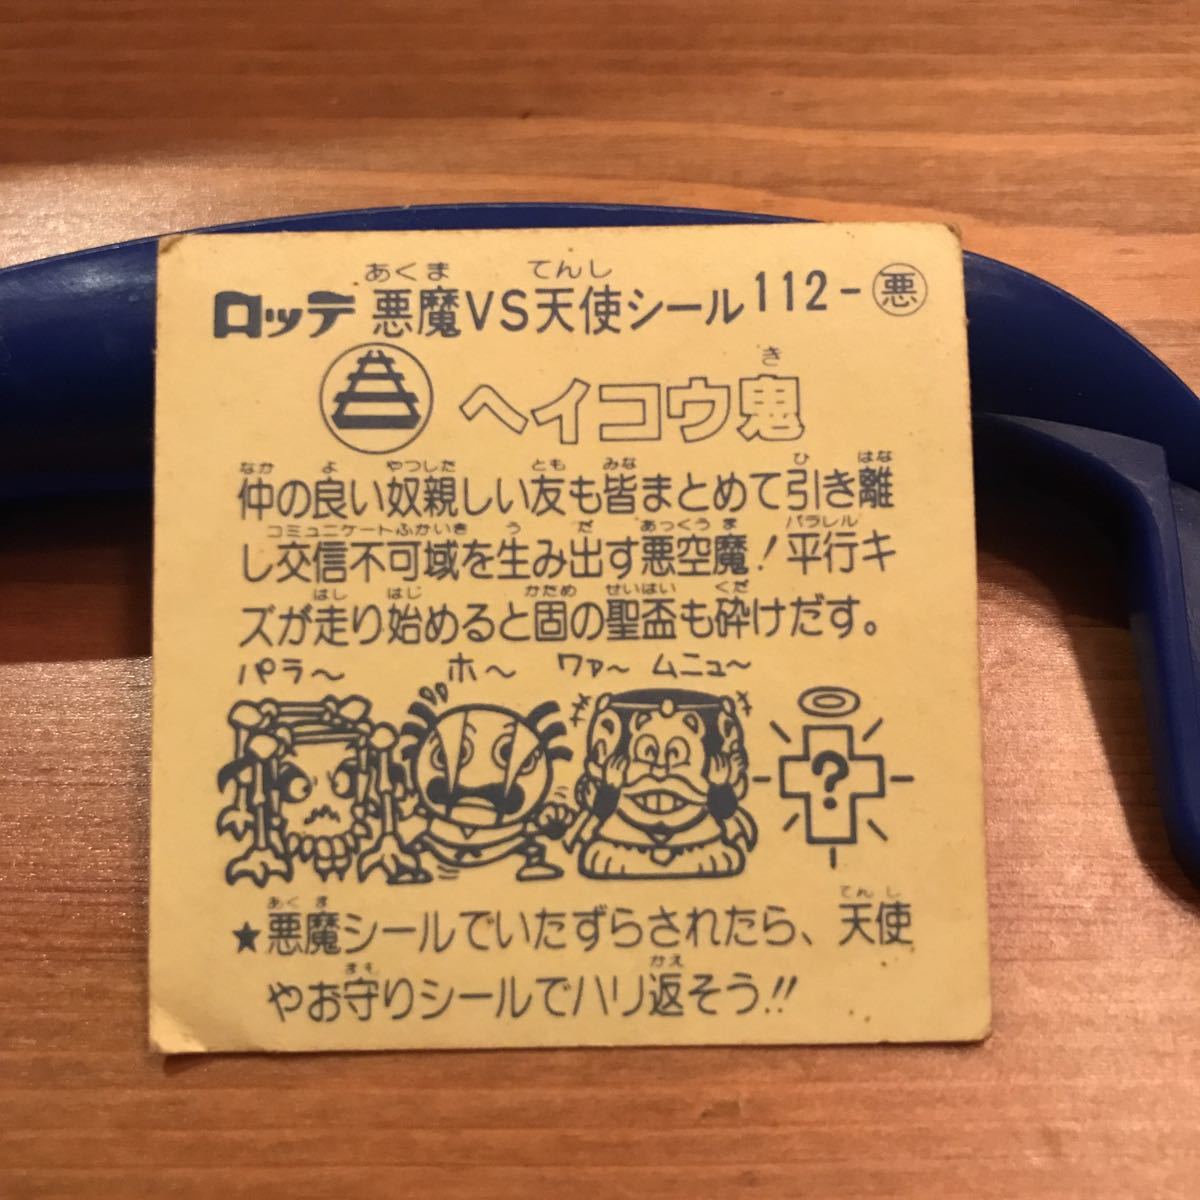 あくま てんし
ロッテ 悪魔VS天使シール112-悪
き
ヘイコウ鬼
なか よ やつした とも みな ひ はな
仲の良い奴親しい友も皆まとめて引き離
コミュニケートふかいき う だ あっくうま パラレル
し交信不可域を生み出す悪空魔!平行キ
はし はじ かため せいはい くだ
ズが走り始めると固の聖盃も砕けだす。
パラ〜 ホ〜 ワァ〜 ムニュ〜
?
あくま てんし
★悪魔シールでいたずらされたら、天使
まも かえ
やお守りシールでハリ返そう!!